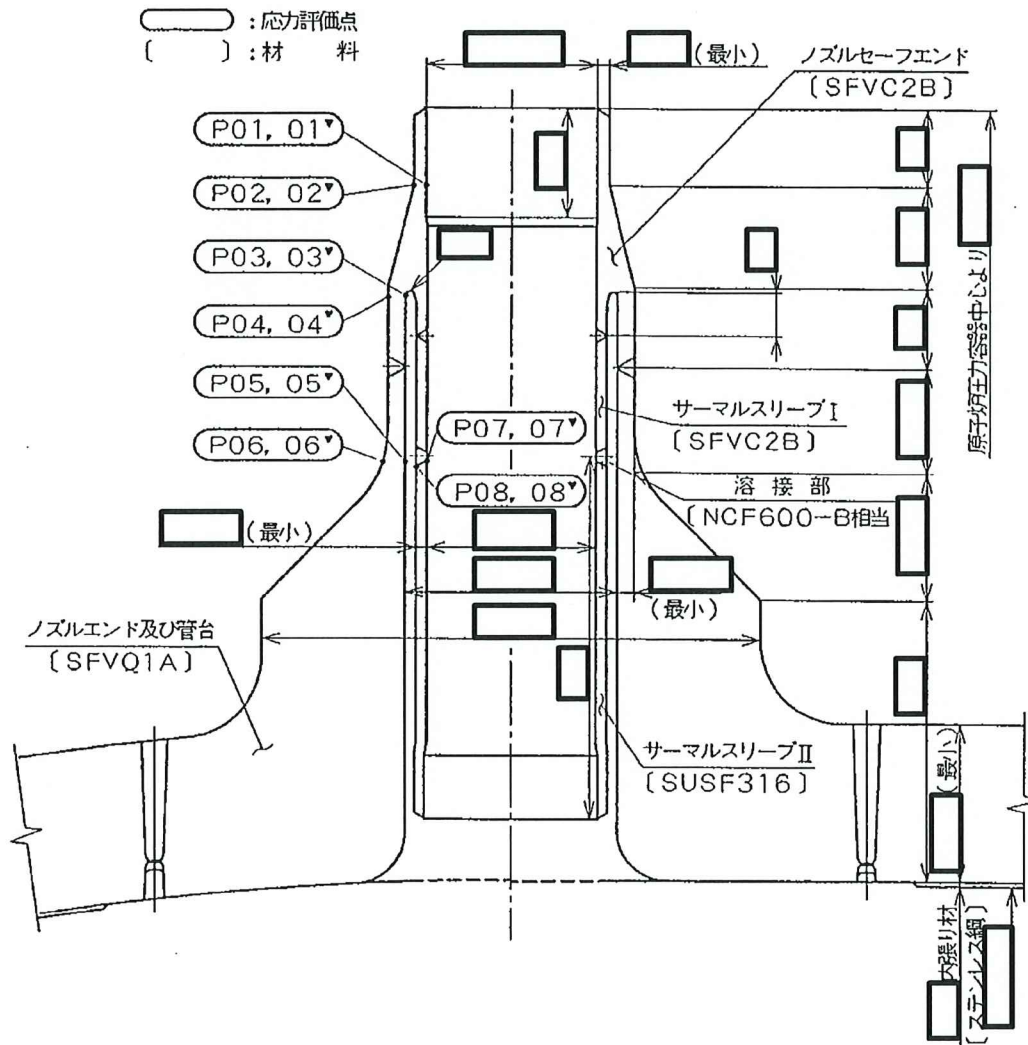 ：応力評価点
〔　　〕：材　料
(最小)
ノズルセーフエンド
〔SFVC2B〕
P01, 01'
P02, 02'
P03, 03'
P04, 04'
P05, 05'
P06, 06'
P07, 07'
P08, 08'
サーマルスリーブⅠ
〔SFVC2B〕
溶 接 部
〔NCF600-B相当
(最小)
(最小)
ノズルエンド及び管台
〔SFVQ1A〕
サーマルスリーブⅡ
〔SUSF316〕
原子炉圧力容器中心より
(最小)
内張り材
〔ステンレス鋼〕